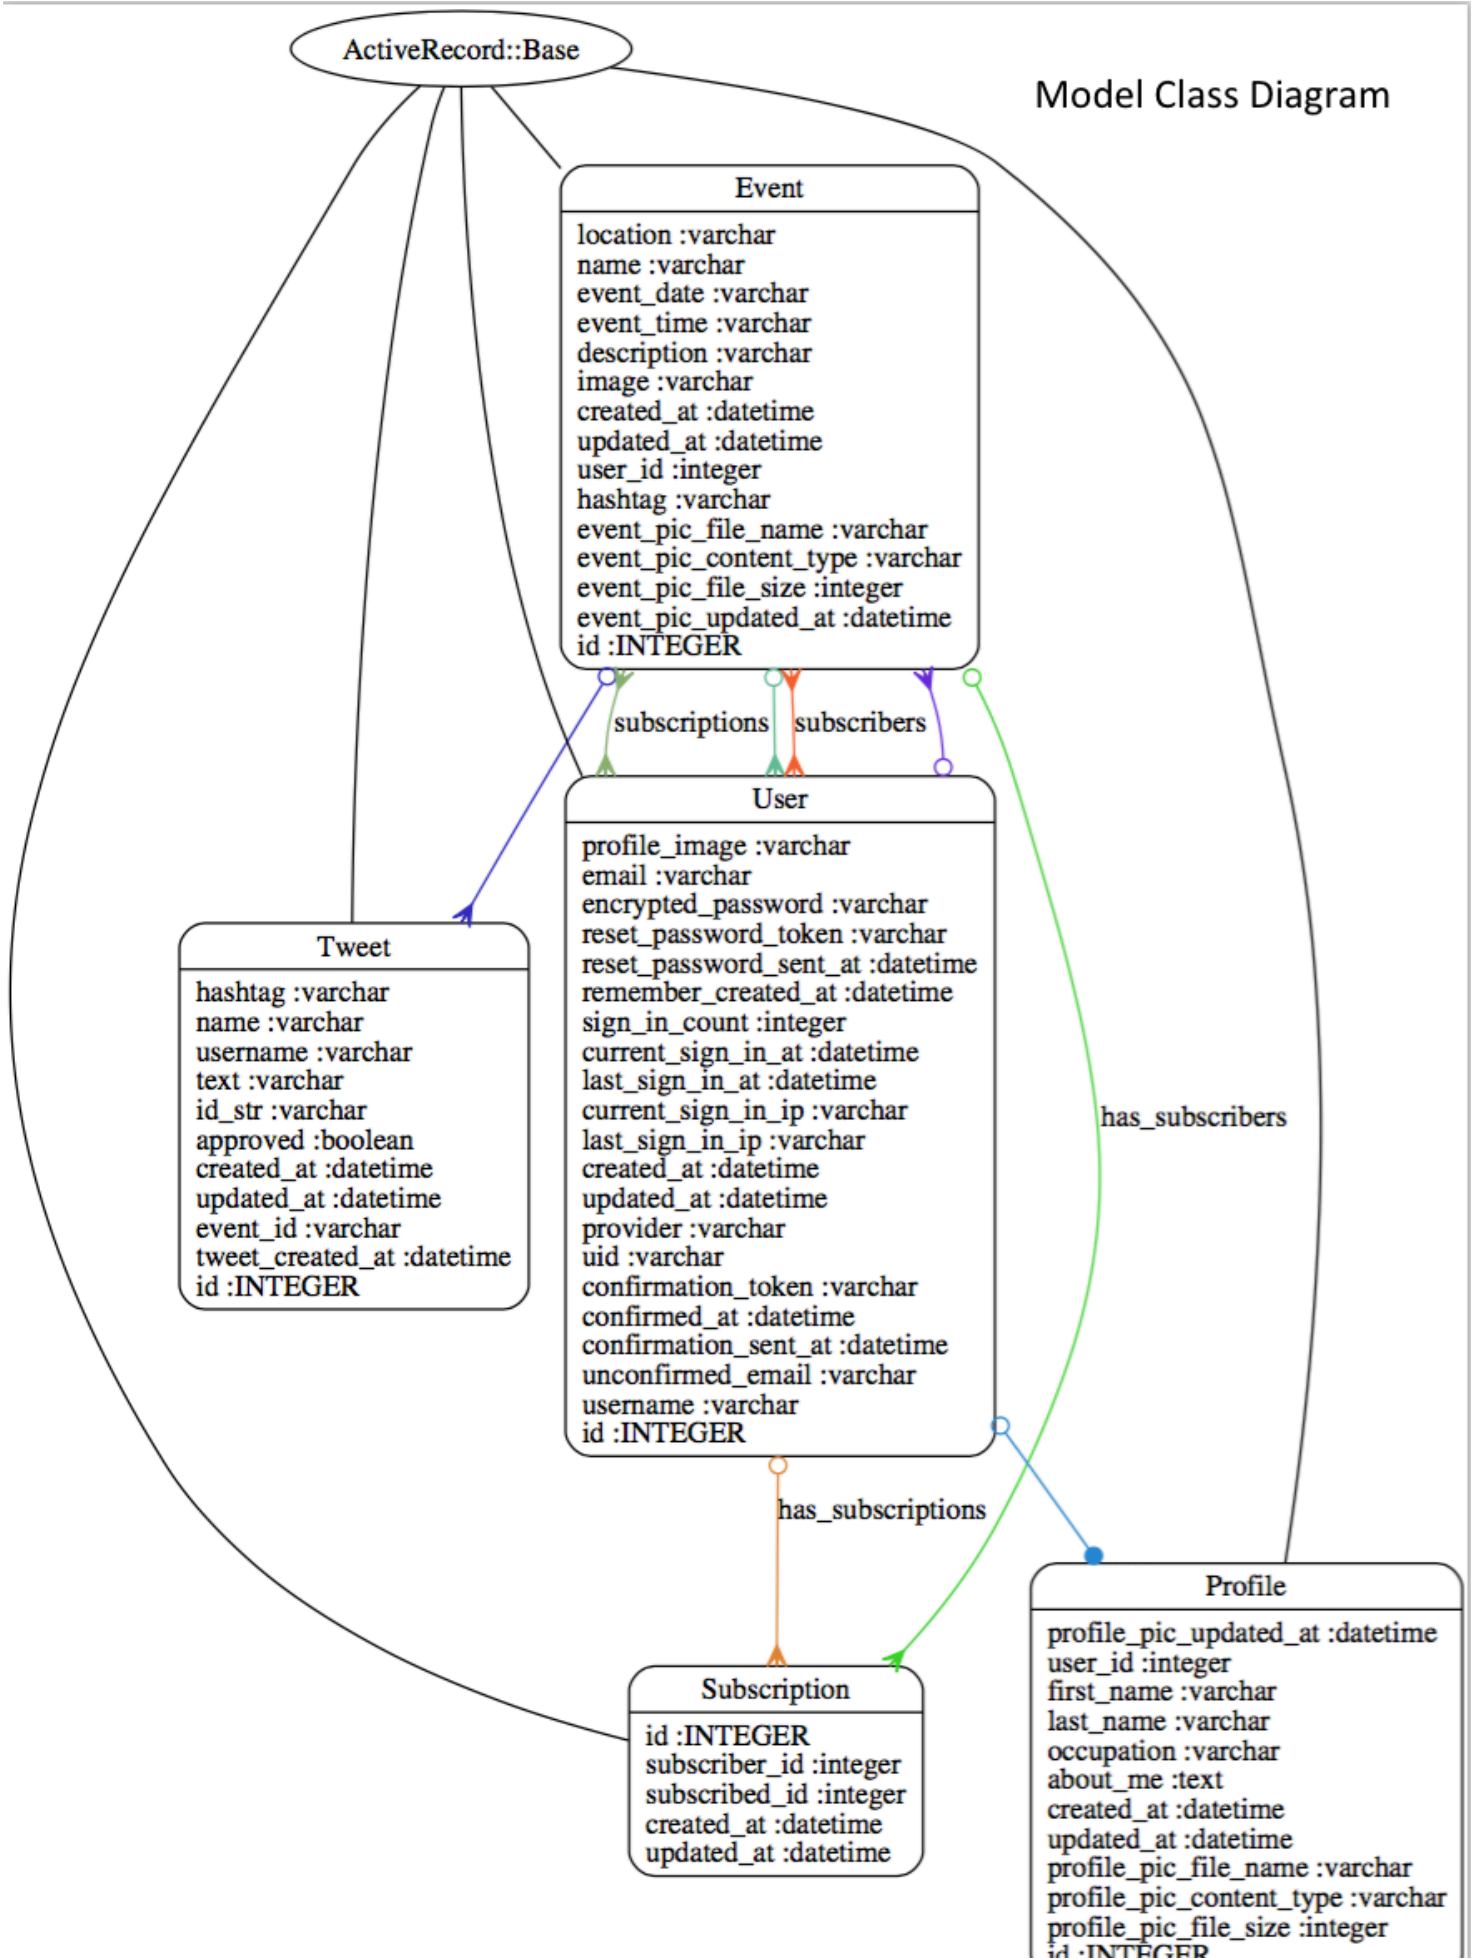 ActiveRecord::Base
Model Class Diagram
Event
location :varchar
name :varchar
event_date :varchar
event_time :varchar
description :varchar
image :varchar
created_at :datetime
updated_at :datetime
user_id :integer
hashtag :varchar
event_pic_file_name :varchar
event_pic_content_type :varchar
event_pic_file_size :integer
event_pic_updated_at :datetime
id :INTEGER
subscriptions
subscribers
User
profile_image :varchar
email :varchar
encrypted_password :varchar
reset_password_token :varchar
reset_password_sent_at :datetime
remember_created_at :datetime
sign_in_count :integer
current_sign_in_at :datetime
last_sign_in_at :datetime
current_sign_in_ip :varchar
last_sign_in_ip :varchar
created_at :datetime
updated_at :datetime
provider :varchar
uid :varchar
confirmation_token :varchar
confirmed_at :datetime
confirmation_sent_at :datetime
unconfirmed_email :varchar
username :varchar
id :INTEGER
Tweet
hashtag :varchar
name :varchar
username :varchar
text :varchar
id_str :varchar
approved :boolean
created_at :datetime
updated_at :datetime
event_id :varchar
tweet_created_at :datetime
id :INTEGER
has_subscribers
has_subscriptions
Subscription
id :INTEGER
subscriber_id :integer
subscribed_id :integer
created_at :datetime
updated_at :datetime
Profile
profile_pic_updated_at :datetime
user_id :integer
first_name :varchar
last_name :varchar
occupation :varchar
about_me :text
created_at :datetime
updated_at :datetime
profile_pic_file_name :varchar
profile_pic_content_type :varchar
profile_pic_file_size :integer
id :INTEGER